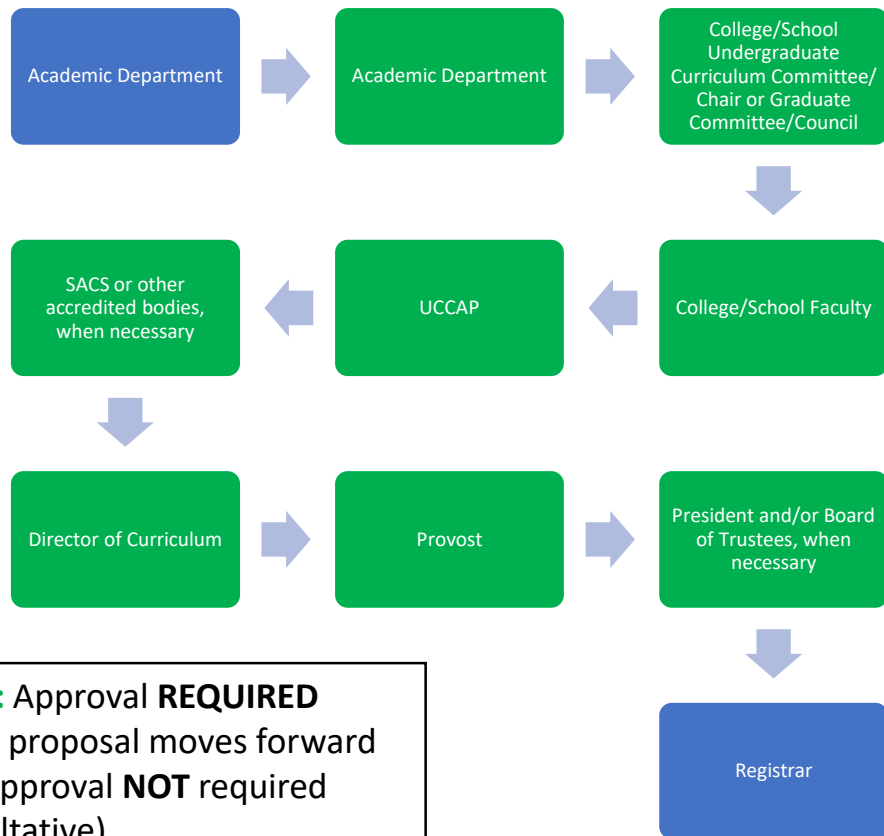 Academic Department
Academic Department
College/School
Undergraduate
Curriculum Committee/
Chair or Graduate
Committee/Council
College/School Faculty
UCCAP
SACS or other
accredited bodies,
when necessary
Director of Curriculum
Provost
President and/or Board
of Trustees, when
necessary
Registrar
: Approval REQUIRED
proposal moves forward
pproval NOT required
ltative)